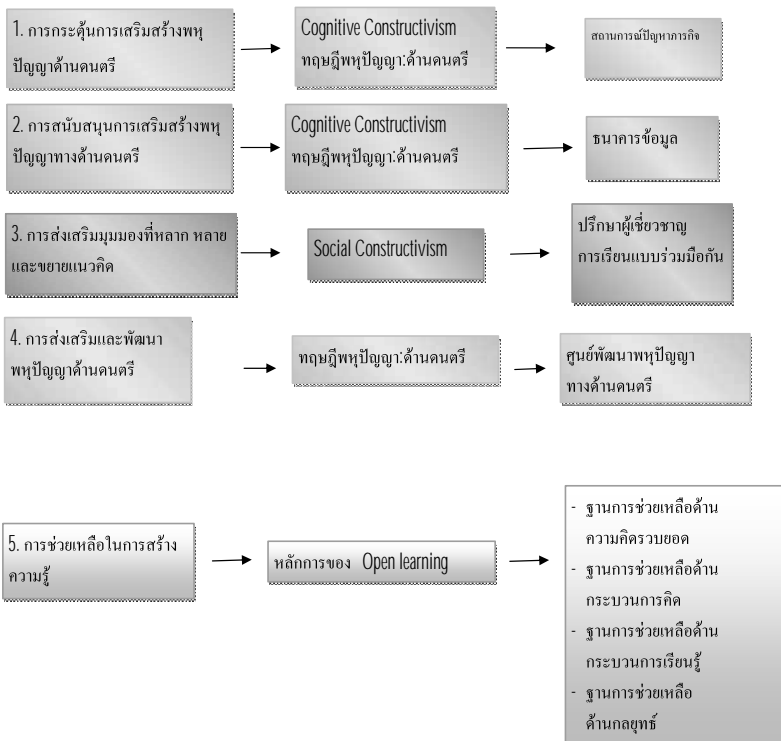 1. การกระตุ้นการเสริมสร้างพหุ
ปัญญาด้านดนตรี
Cognitive Constructivism
ทฤษฎีพหุปัญญา:ด้านดนตรี
สถานการณ์ปัญหาภารกิจ
2. การสนับสนุนการเสริมสร้างพหุ
ปัญญาทางด้านดนตรี
Cognitive Constructivism
ทฤษฎีพหุปัญญา:ด้านดนตรี
ธนาคารข้อมูล
3. การส่งเสริมมุมมองที่หลาก หลาย
และขยายแนวคิด
Social Constructivism
ปรึกษาผู้เชี่ยวชาญ
การเรียนแบบร่วมมือกัน
4. การส่งเสริมและพัฒนา
พหุปัญญาด้านดนตรี
ทฤษฎีพหุปัญญา:ด้านดนตรี
ศูนย์พัฒนาพหุปัญญา
ทางด้านดนตรี
5. การช่วยเหลือในการสร้าง
ความรู้
หลักการของ Open learning
- ฐานการช่วยเหลือด้าน
ความคิดรวบยอด
- ฐานการช่วยเหลือด้าน
กระบวนการคิด
- ฐานการช่วยเหลือด้าน
กระบวนการเรียนรู้
- ฐานการช่วยเหลือ
ด้านกลยุทธ์